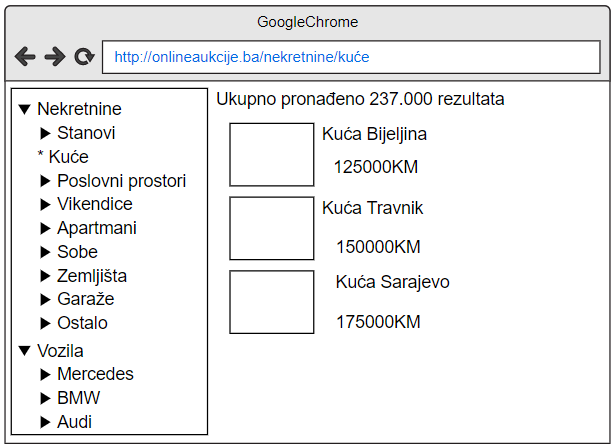 GoogleChrome
http://onlineaukcije.ba/nekretnine/kuće
Nekretnine
Stanovi
* Kuće
Poslovni prostori
Vikendice
Apartmani
Sobe
Zemljišta
Garaže
Ostalo
Vozila
Mercedes
BMW
Audi
Ukupno pronađeno 237.000 rezultata
Kuća Bijeljina
125000KM
Kuća Travnik
150000KM
Kuća Sarajevo
175000KM